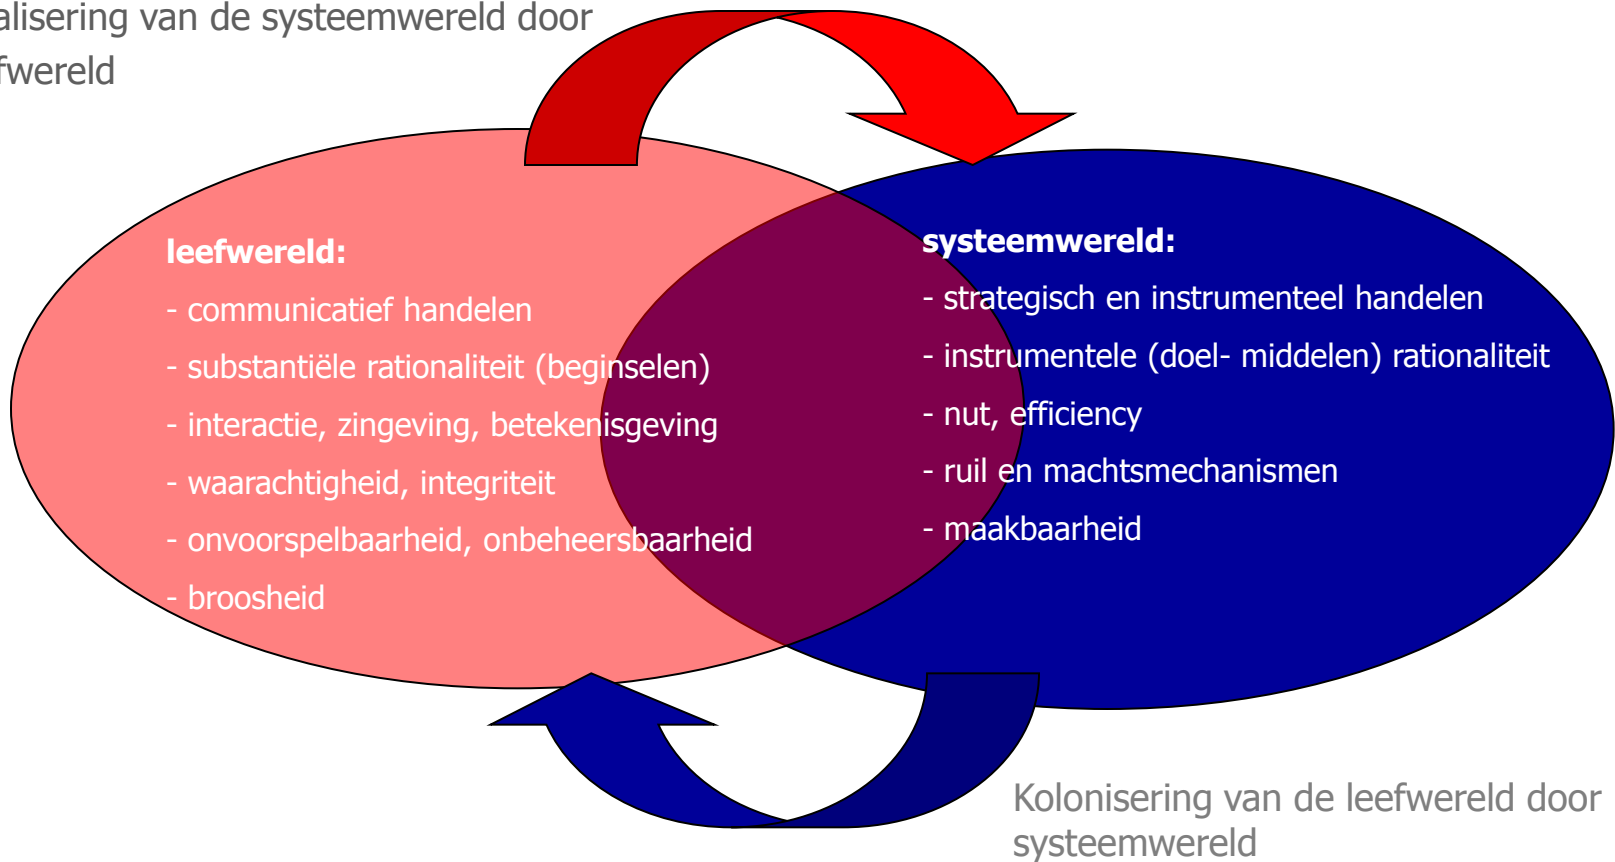 van de systeemwereld door
leefwereld:
- communicatief handelen
- substantiële rationaliteit (beginselen)
- interactie, zingeving, betekenisgeving
- waarachtigheid, integriteit
- onvoorspelbaarheid, onbeheersbaarheid
- broosheid
systeemwereld:
- strategisch en instrumenteel handelen
- instrumentele (doel- middelen) rationaliteit
- nut, efficiency
- ruil en machtsmechanismen
- maakbaarheid
Kolonisering van de leefwereld door
systeemwereld